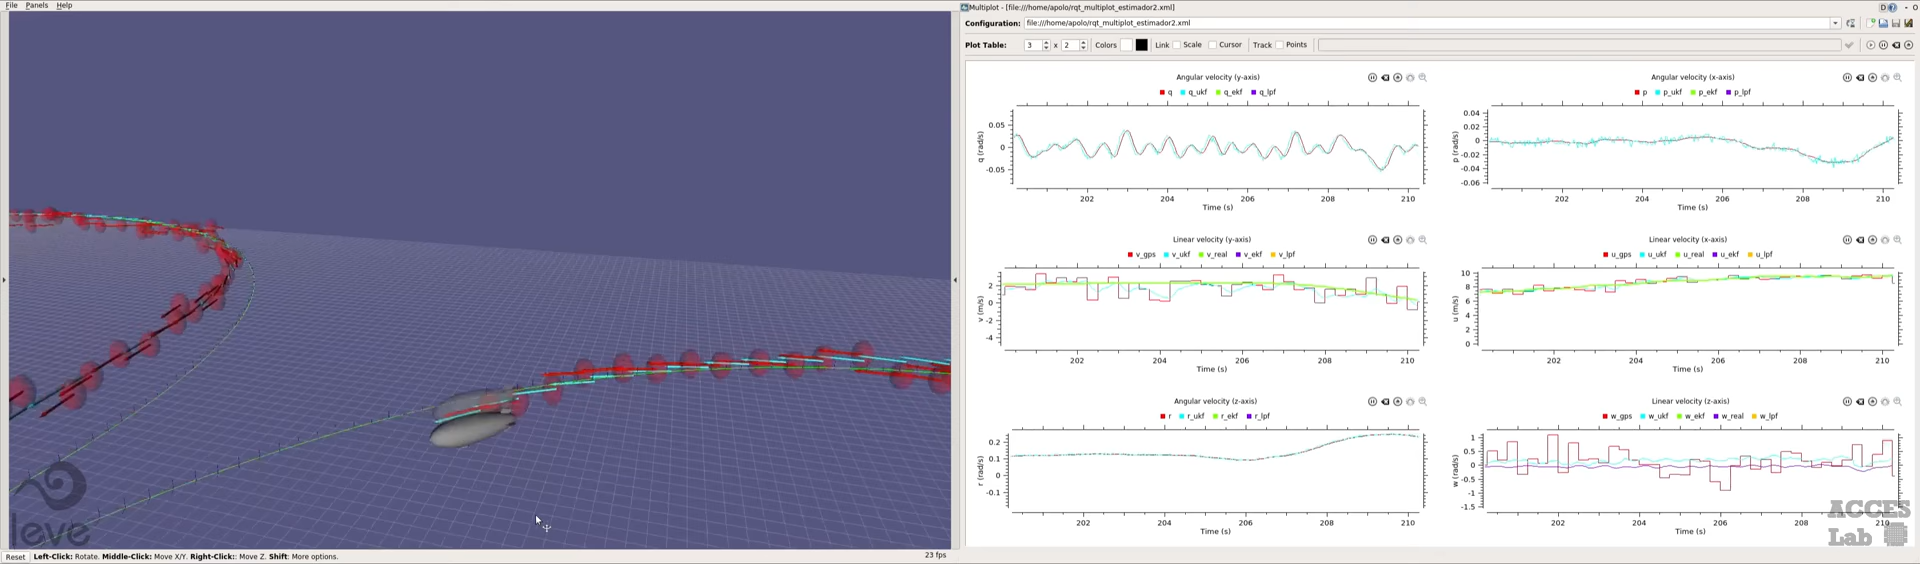 File Panels Help
Multiplot - [file:///home/apolo/rqt_multiplot_estimador2.xml]
Configuration: file:///home/apolo/rqt_multiplot_estimador2.xml
Plot Table: 3 x 2 Colors Link Scale Cursor Track Points
Angular velocity (y-axis)
q q_ukf q_ekf q_lpf
0.05
0
-0.05
q (rad/s)
202 204 206 208 210
Time (s)
Angular velocity (x-axis)
p p_ukf p_ekf p_lpf
0.04
0.02
0
-0.02
-0.04
-0.06
p (rad/s)
202 204 206 208 210
Time (s)
Linear velocity (y-axis)
v_gps v_ukf v_real v_ekf v_lpf
2
0
-2
-4
v (m/s)
202 204 206 208 210
Time (s)
Linear velocity (x-axis)
u_gps u_ukf u_real u_ekf u_lpf
10
8
6
4
2
0
u (m/s)
202 204 206 208 210
Time (s)
Angular velocity (z-axis)
r r_ukf r_ekf r_lpf
0.2
0.1
0
-0.1
r (rad/s)
202 204 206 208 210
Time (s)
Linear velocity (z-axis)
w_gps w_ukf w_ekf w_real w_lpf
1
0.5
0
-0.5
-1
-1.5
w (rad/s)
202 204 206 208 210
Time (s)
leve
ACCES
Lab
Reset Left-Click: Rotate. Middle-Click: Move X/Y. Right-Click:: Move Z. Shift: More options.
23 fps